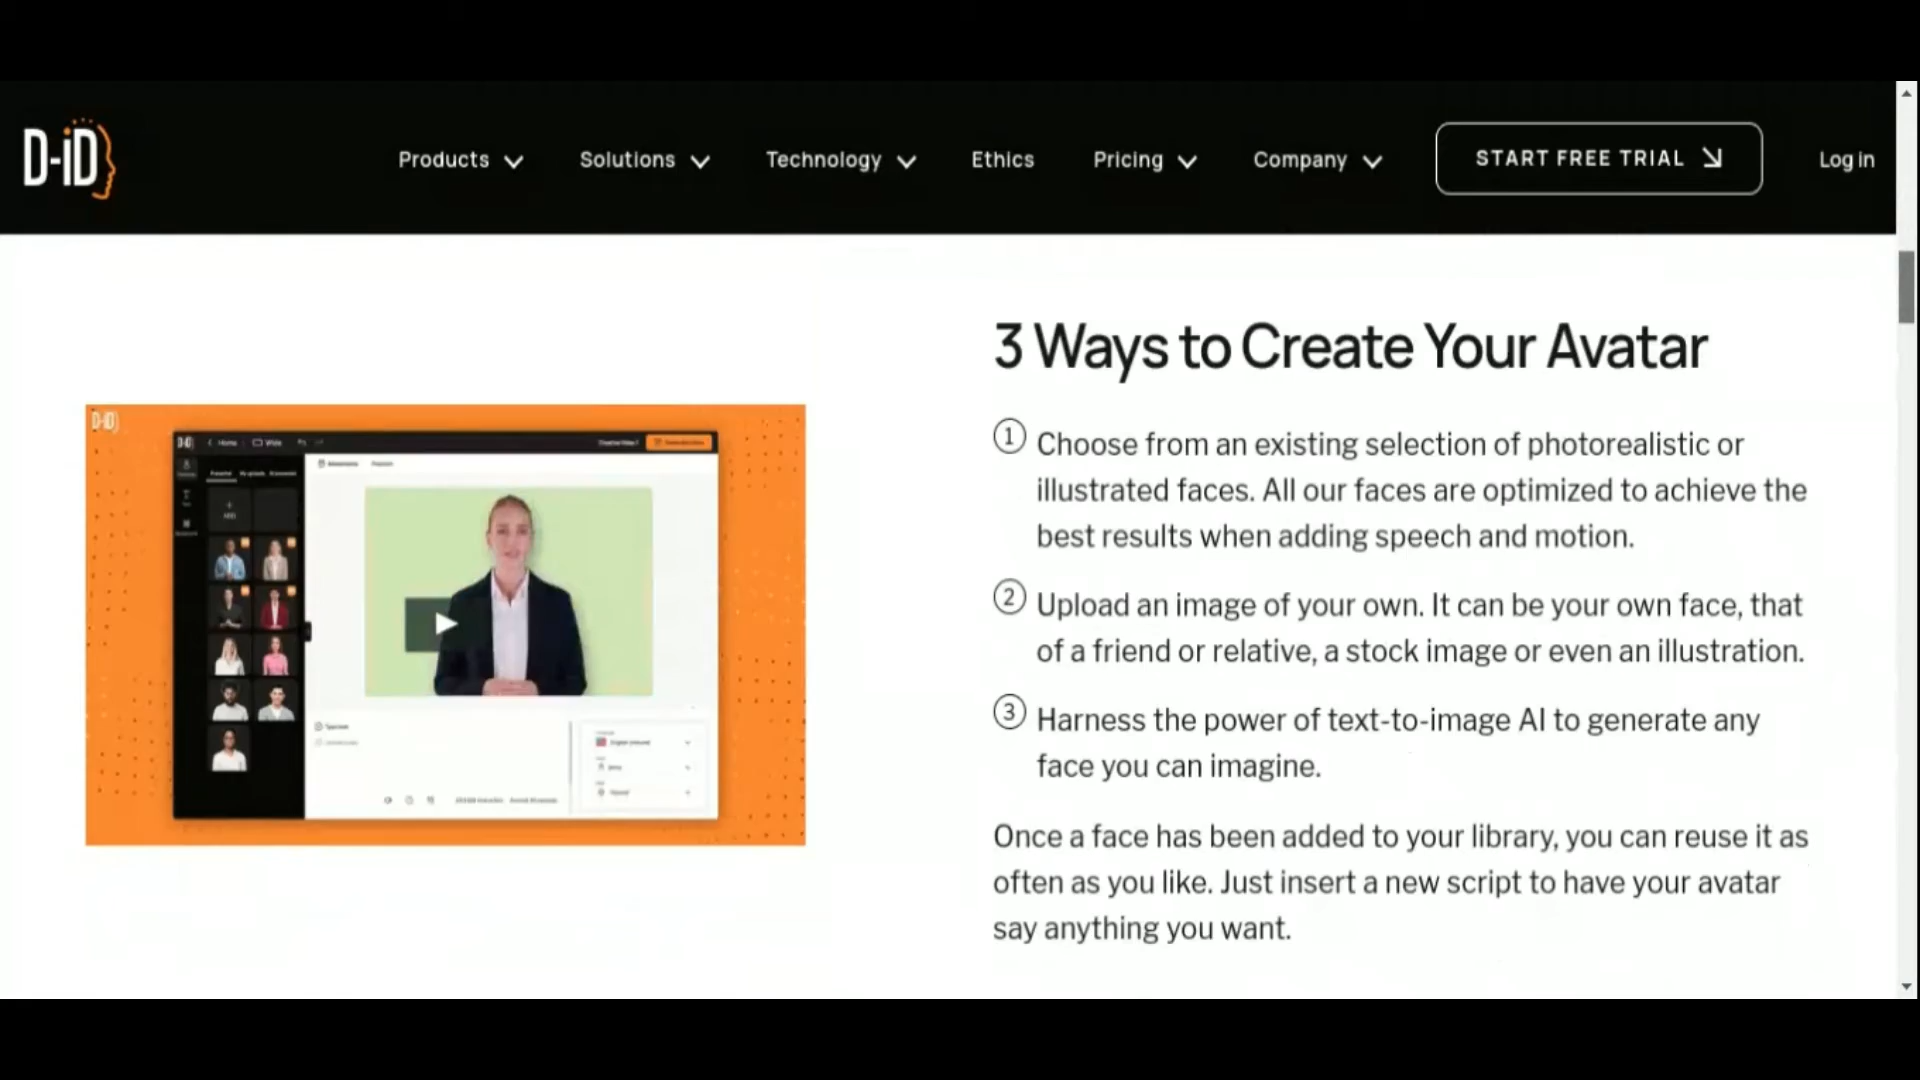 D-iD
Products
Solutions
Technology
Ethics
Pricing
Company
START FREE TRIAL
Log in
3 Ways to Create Your Avatar
1 Choose from an existing selection of photorealistic or
illustrated faces. All our faces are optimized to achieve the
best results when adding speech and motion.
2 Upload an image of your own. It can be your own face, that
of a friend or relative, a stock image or even an illustration.
3 Harness the power of text-to-image AI to generate any
face you can imagine.
Once a face has been added to your library, you can reuse it as
often as you like. Just insert a new script to have your avatar
say anything you want.
D-iD
D-iD
Home
Wide
ADD